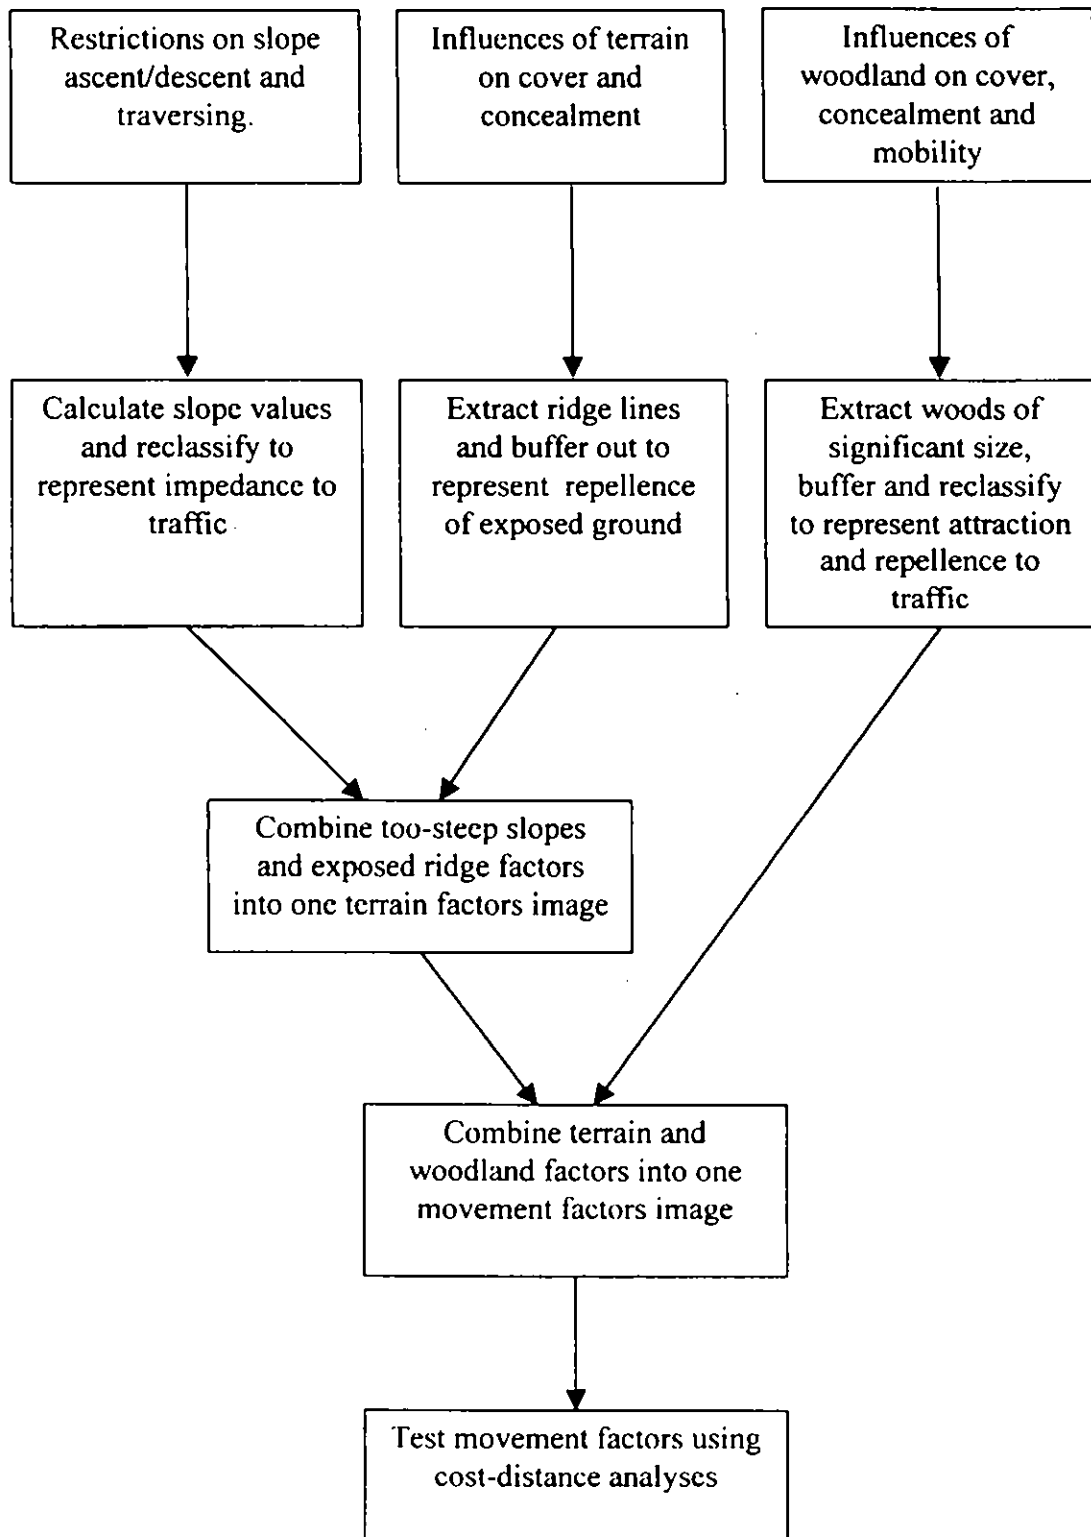 Restrictions on slope
ascent/descent and
traversing.
Influences of terrain
on cover and
concealment
Influences of
woodland on cover,
concealment and
mobility
Calculate slope values
and reclassify to
represent impedance to
traffic
Extract ridge lines
and buffer out to
represent repellence
of exposed ground
Extract woods of
significant size,
buffer and reclassify
to represent attraction
and repellence to
traffic
Combine too-steep slopes
and exposed ridge factors
into one terrain factors image
Combine terrain and
woodland factors into one
movement factors image
Test movement factors using
cost-distance analyses